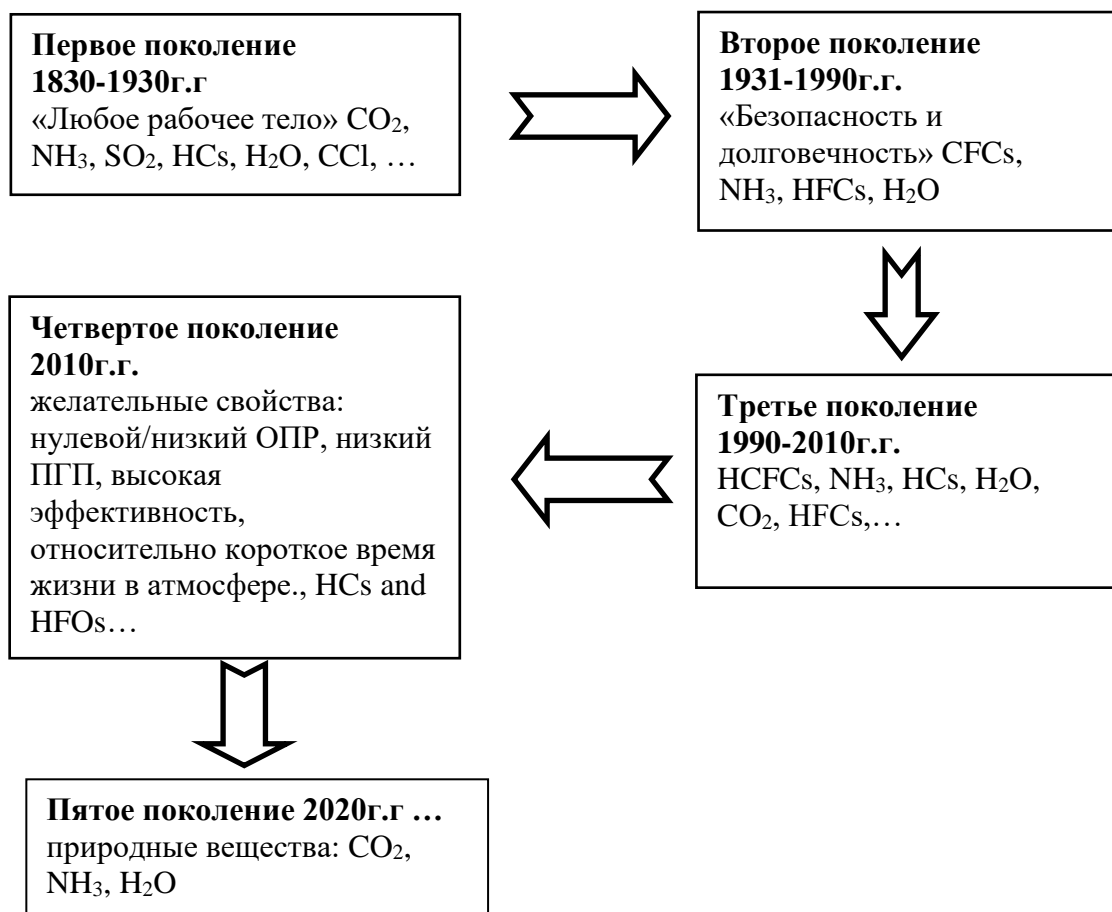 Первое поколение
1830-1930г.г
«Любое рабочее тело» CO₂,
NH₃, SO₂, HCs, H₂O, CCl, …
Второе поколение
1931-1990г.г.
«Безопасность и
долговечность» CFCs,
NH₃, HFCs, H₂O
Третье поколение
1990-2010г.г.
HCFCs, NH₃, HCs, H₂O,
CO₂, HFCs,…
Четвертое поколение
2010г.г.
желательные свойства:
нулевой/низкий ОПР, низкий
ПГП, высокая
эффективность,
относительно короткое время
жизни в атмосфере., HCs and
HFOs…
Пятое поколение 2020г.г …
природные вещества: CO₂,
NH₃, H₂O